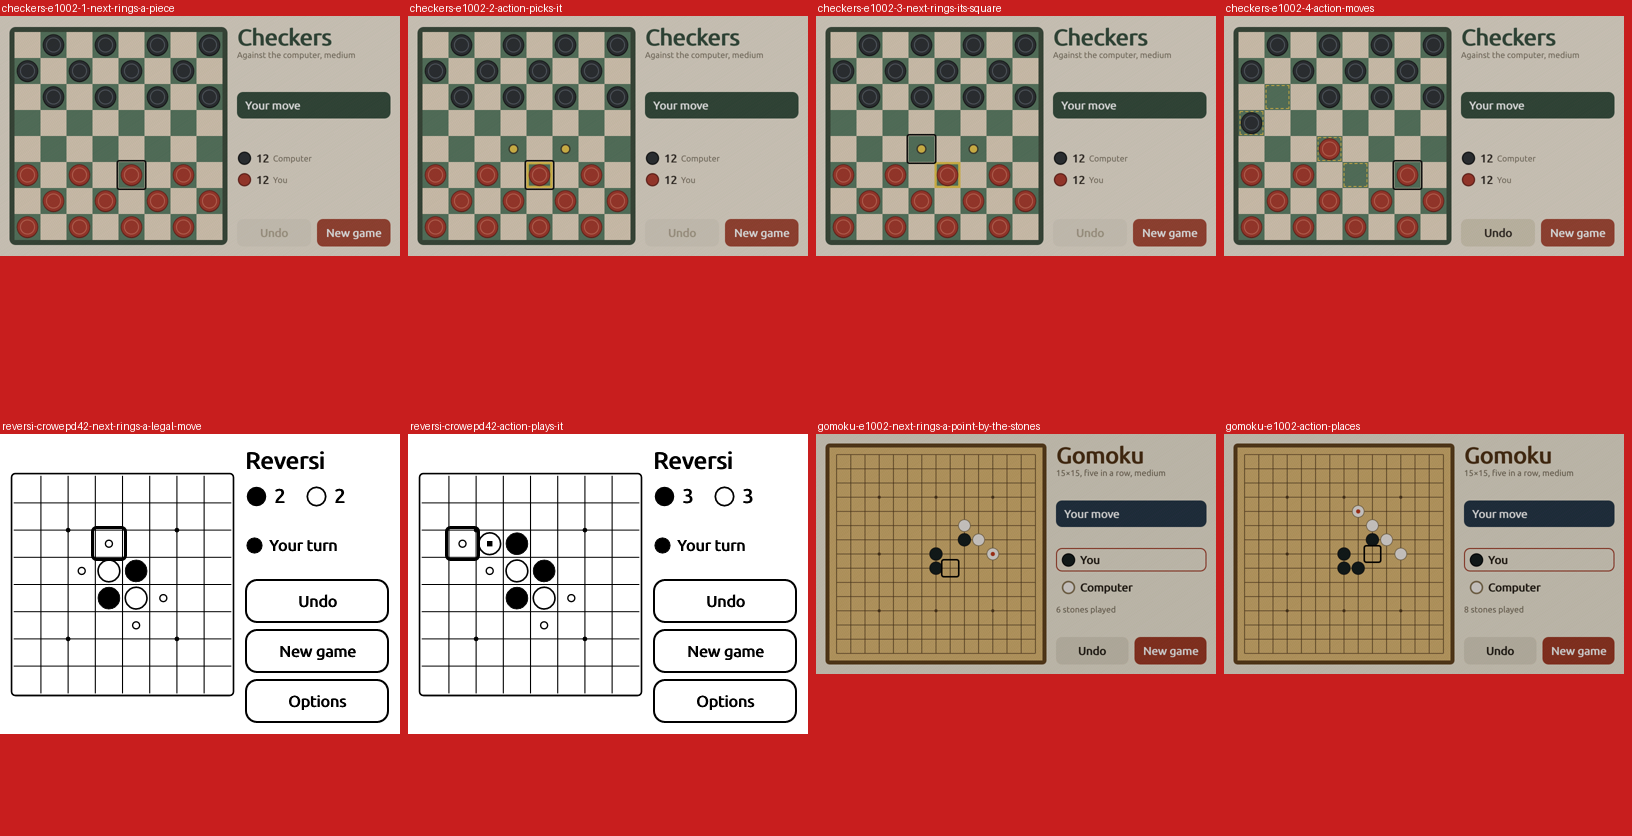 checkers-e1002-1-next-rings-a-piece
Checkers
Against the computer, medium
Your move
12 Computer
12 You
Undo
New game
checkers-e1002-2-action-picks-it
Checkers
Against the computer, medium
Your move
12 Computer
12 You
Undo
New game
checkers-e1002-3-next-rings-its-square
Checkers
Against the computer, medium
Your move
12 Computer
12 You
Undo
New game
checkers-e1002-4-action-moves
Checkers
Against the computer, medium
Your move
12 Computer
12 You
Undo
New game
reversi-crowepd42-next-rings-a-legal-move
Reversi
2 2
Your turn
Undo
New game
Options
reversi-crowepd42-action-plays-it
Reversi
3 3
Your turn
Undo
New game
Options
gomoku-e1002-next-rings-a-point-by-the-stones
Gomoku
15×15, five in a row, medium
Your move
You
Computer
6 stones played
Undo
New game
gomoku-e1002-action-places
Gomoku
15×15, five in a row, medium
Your move
You
Computer
8 stones played
Undo
New game